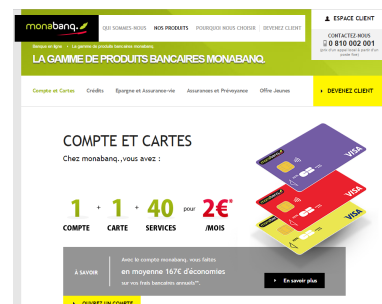 monabanq.
QUI SOMMES-NOUS NOS PRODUITS POURQUOI NOUS CHOISIR DEVENEZ CLIENT
ESPACE CLIENT
CONTACTEZ-NOUS
0 810 002 001
Banque en ligne La gamme de produits bancaires monabanq
LA GAMME DE PRODUITS BANCAIRES MONABANQ.
Compte et Cartes Crédits Epargne et Assurance-vie Assurances et Prévoyance Offre Jeunes
DEVENEZ CLIENT
COMPTE ET CARTES
Chez monabanq.,vous avez :
1 + 1 + 40 pour 2€*
COMPTE CARTE SERVICES /MOIS
VISA
VISA
VISA
À SAVOIR
Avec le compte monabanq, vous faites
en moyenne 167€ d'économies
sur vos frais bancaires annuels**.
En savoir plus
OUVREZ UN COMPTE